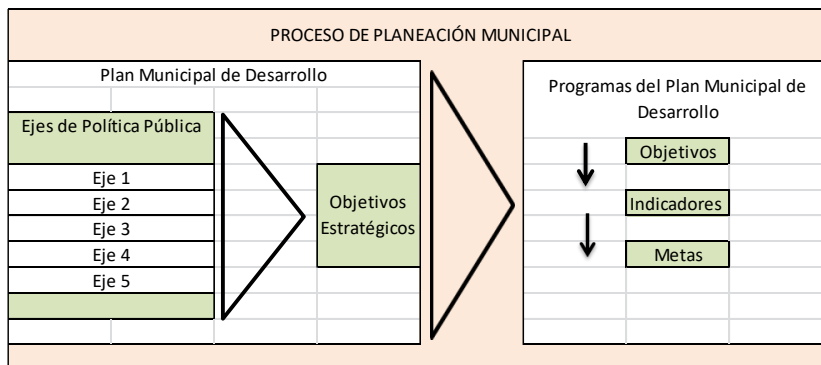 PROCESO DE PLANEACIÓN MUNICIPAL
Plan Municipal de Desarrollo
Ejes de Política Pública
Eje 1
Eje 2
Eje 3
Eje 4
Eje 5
Objetivos
Estratégicos
Programas del Plan Municipal de
Desarrollo
Objetivos
Indicadores
Metas